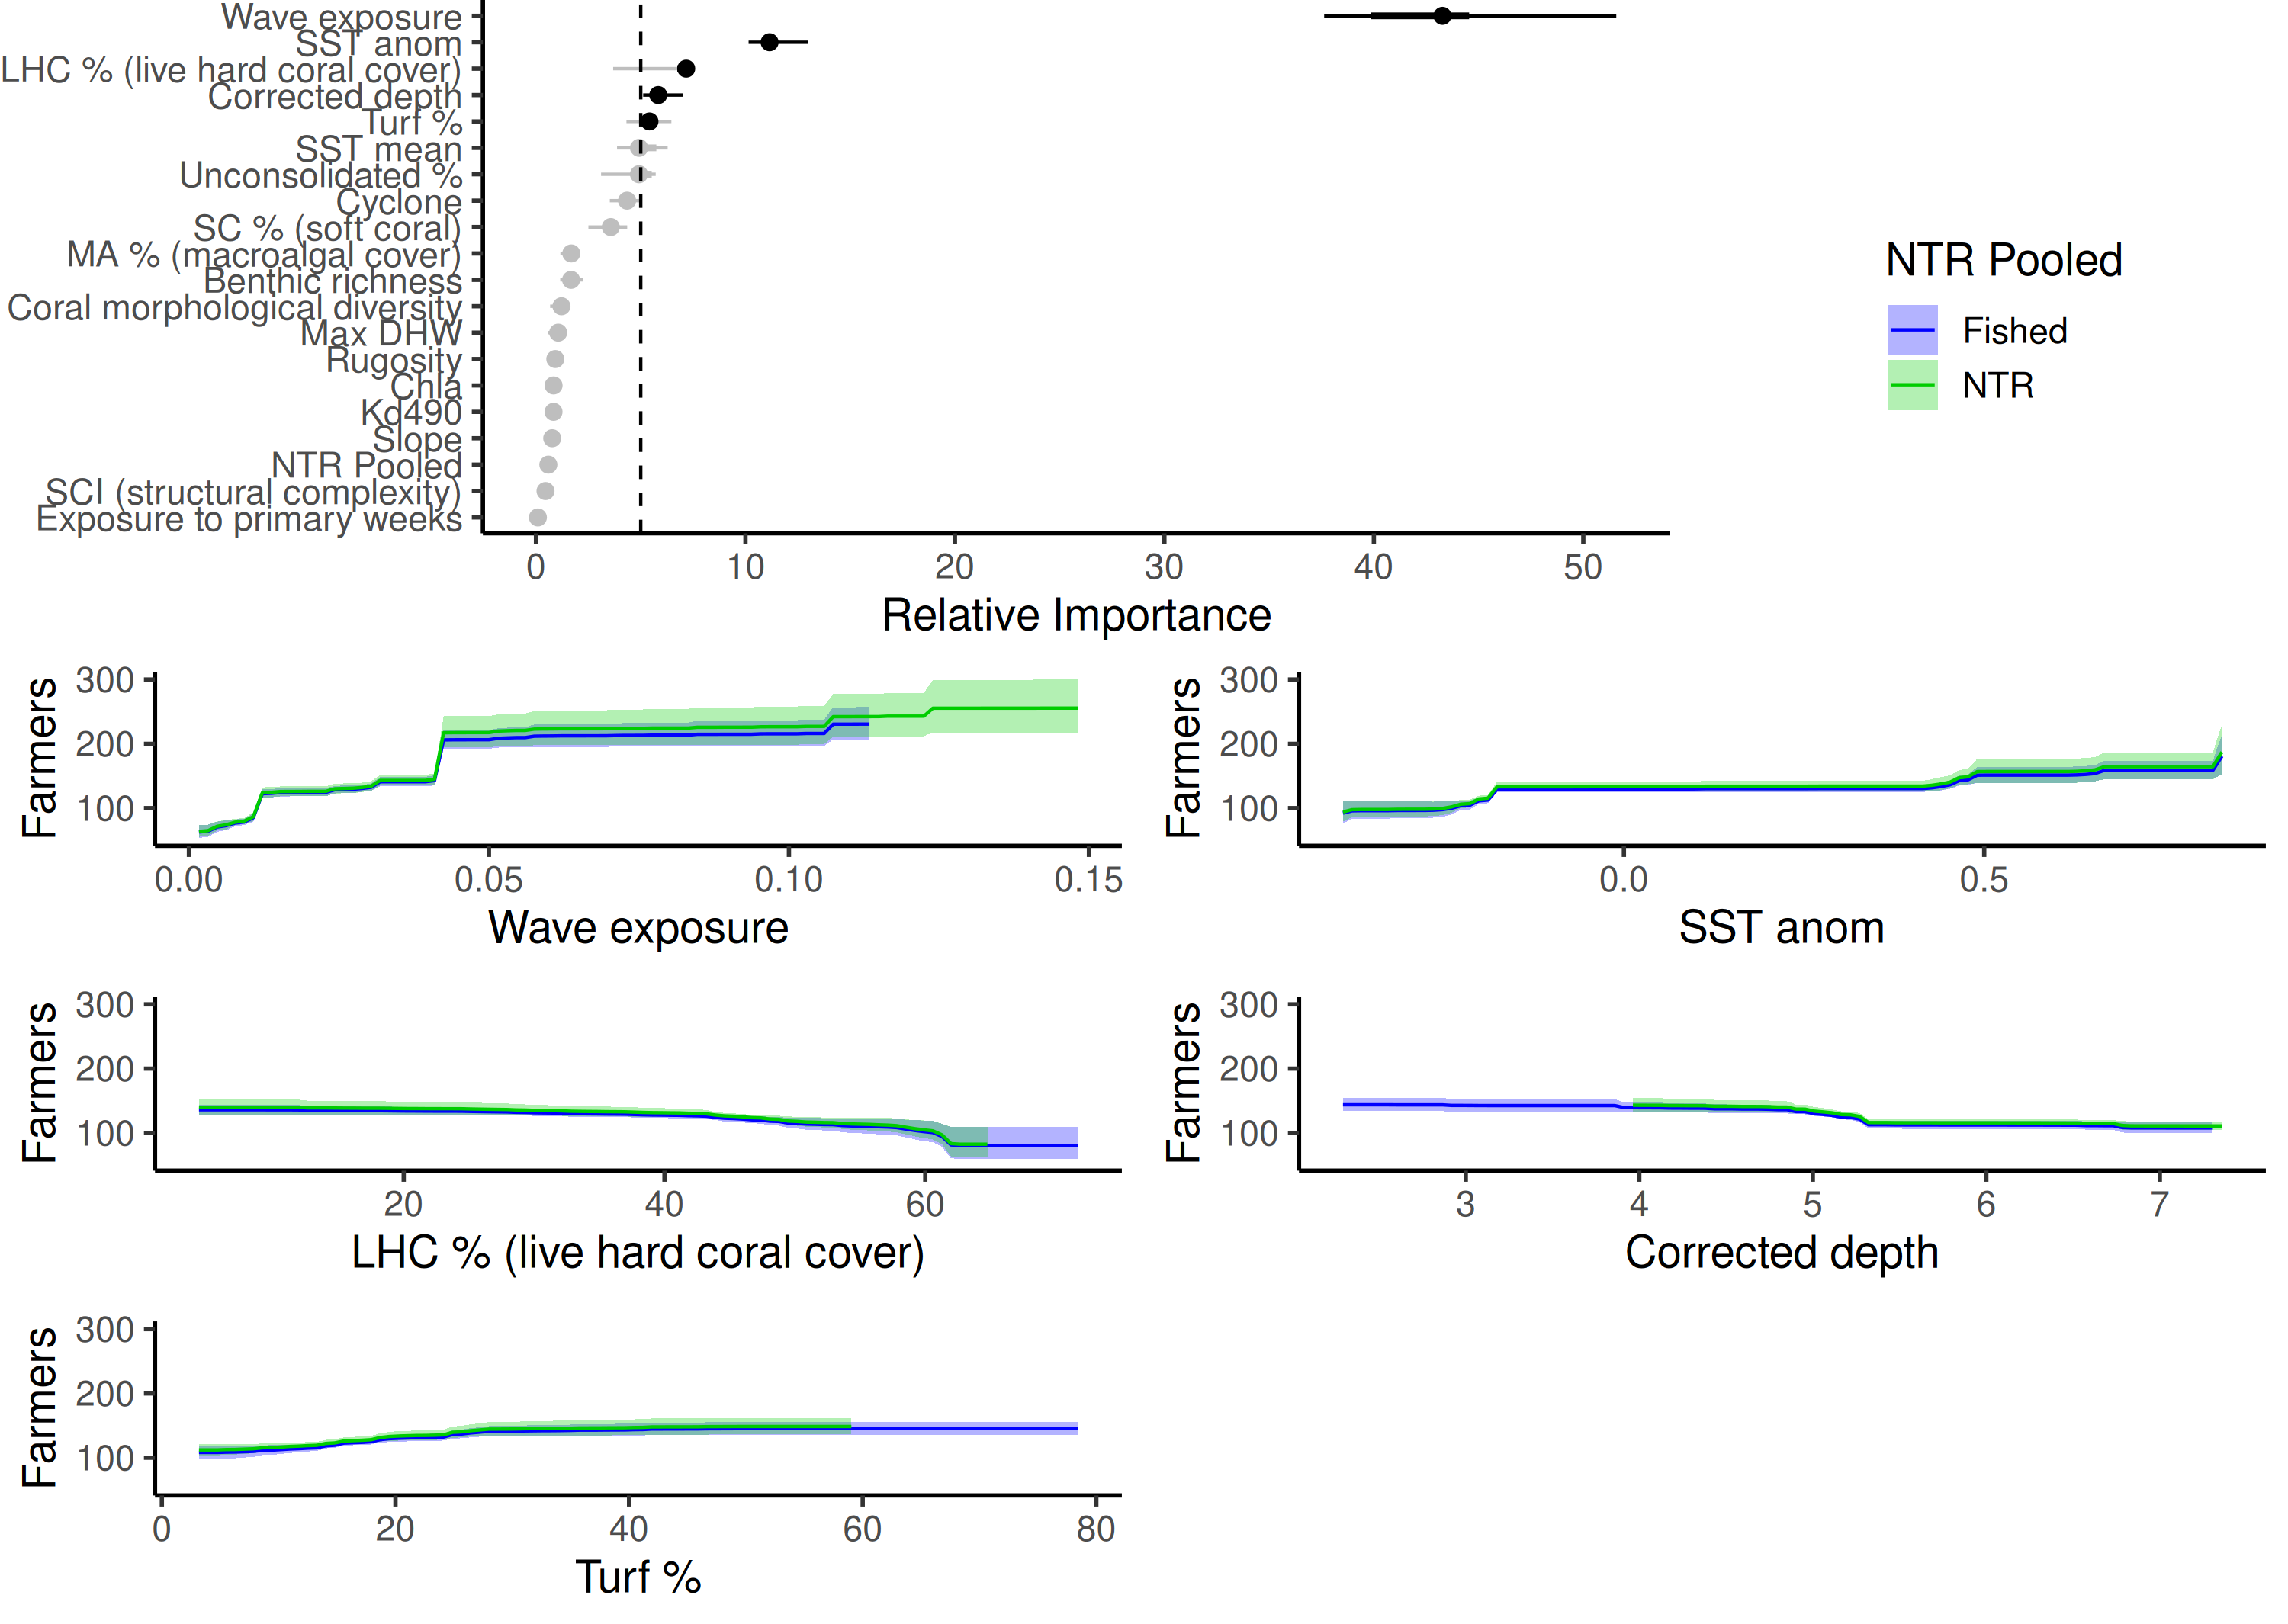 Wave exposure
SST anom
LHC % (live hard coral cover)
Corrected depth
Turf %
SST mean
Unconsolidated %
Cyclone
SC % (soft coral)
MA % (macroalgal cover)
Benthic richness
Coral morphological diversity
Max DHW
Rugosity
Chla
Kd490
Slope
NTR Pooled
SCI (structural complexity)
Exposure to primary weeks
0 10 20 30 40 50
Relative Importance
NTR Pooled
Fished
NTR
300
200
100
Farmers
0.00 0.05 0.10 0.15
Wave exposure
300
200
100
Farmers
0.0 0.5
SST anom
300
200
100
Farmers
20 40 60
LHC % (live hard coral cover)
300
200
100
Farmers
3 4 5 6 7
Corrected depth
300
200
100
Farmers
0 20 40 60 80
Turf %